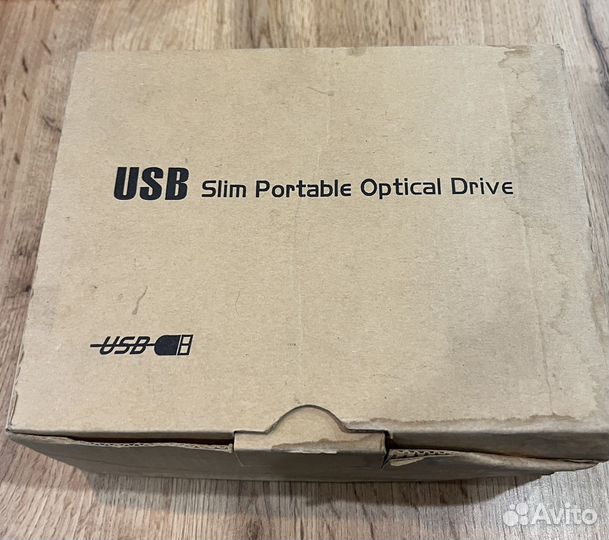 USB Slim Portable Optical Drive
USB
Avito